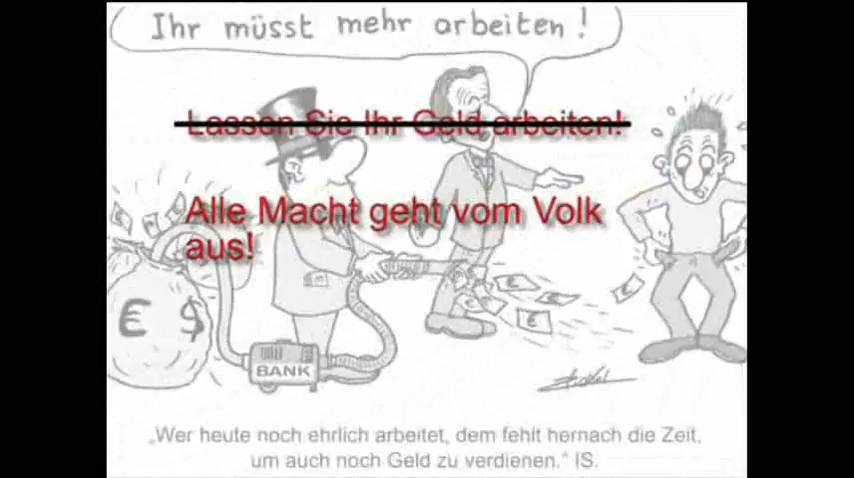 Ihr müsst mehr arbeiten!
Lassen Sie Ihr Geld arbeiten!
Alle Macht geht vom Volk
aus!
€ $
BANK
„Wer heute noch ehrlich arbeitet, dem fehlt hernach die Zeit,
um auch noch Geld zu verdienen.“ IS.